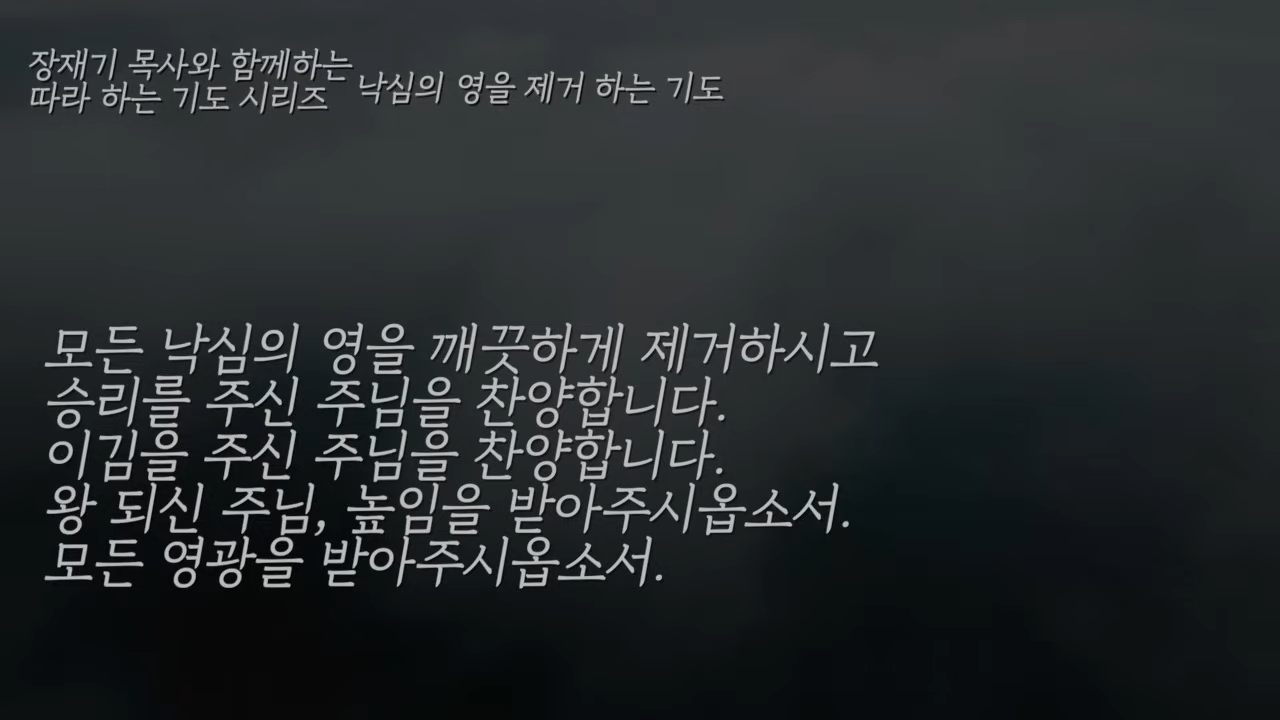 장재기 목사와 함께하는
따라 하는 기도 시리즈
낙심의 영을 제거 하는 기도
모든 낙심의 영을 깨끗하게 제거하시고
승리를 주신 주님을 찬양합니다.
이김을 주신 주님을 찬양합니다.
왕 되신 주님, 높임을 받아주시옵소서.
모든 영광을 받아주시옵소서.